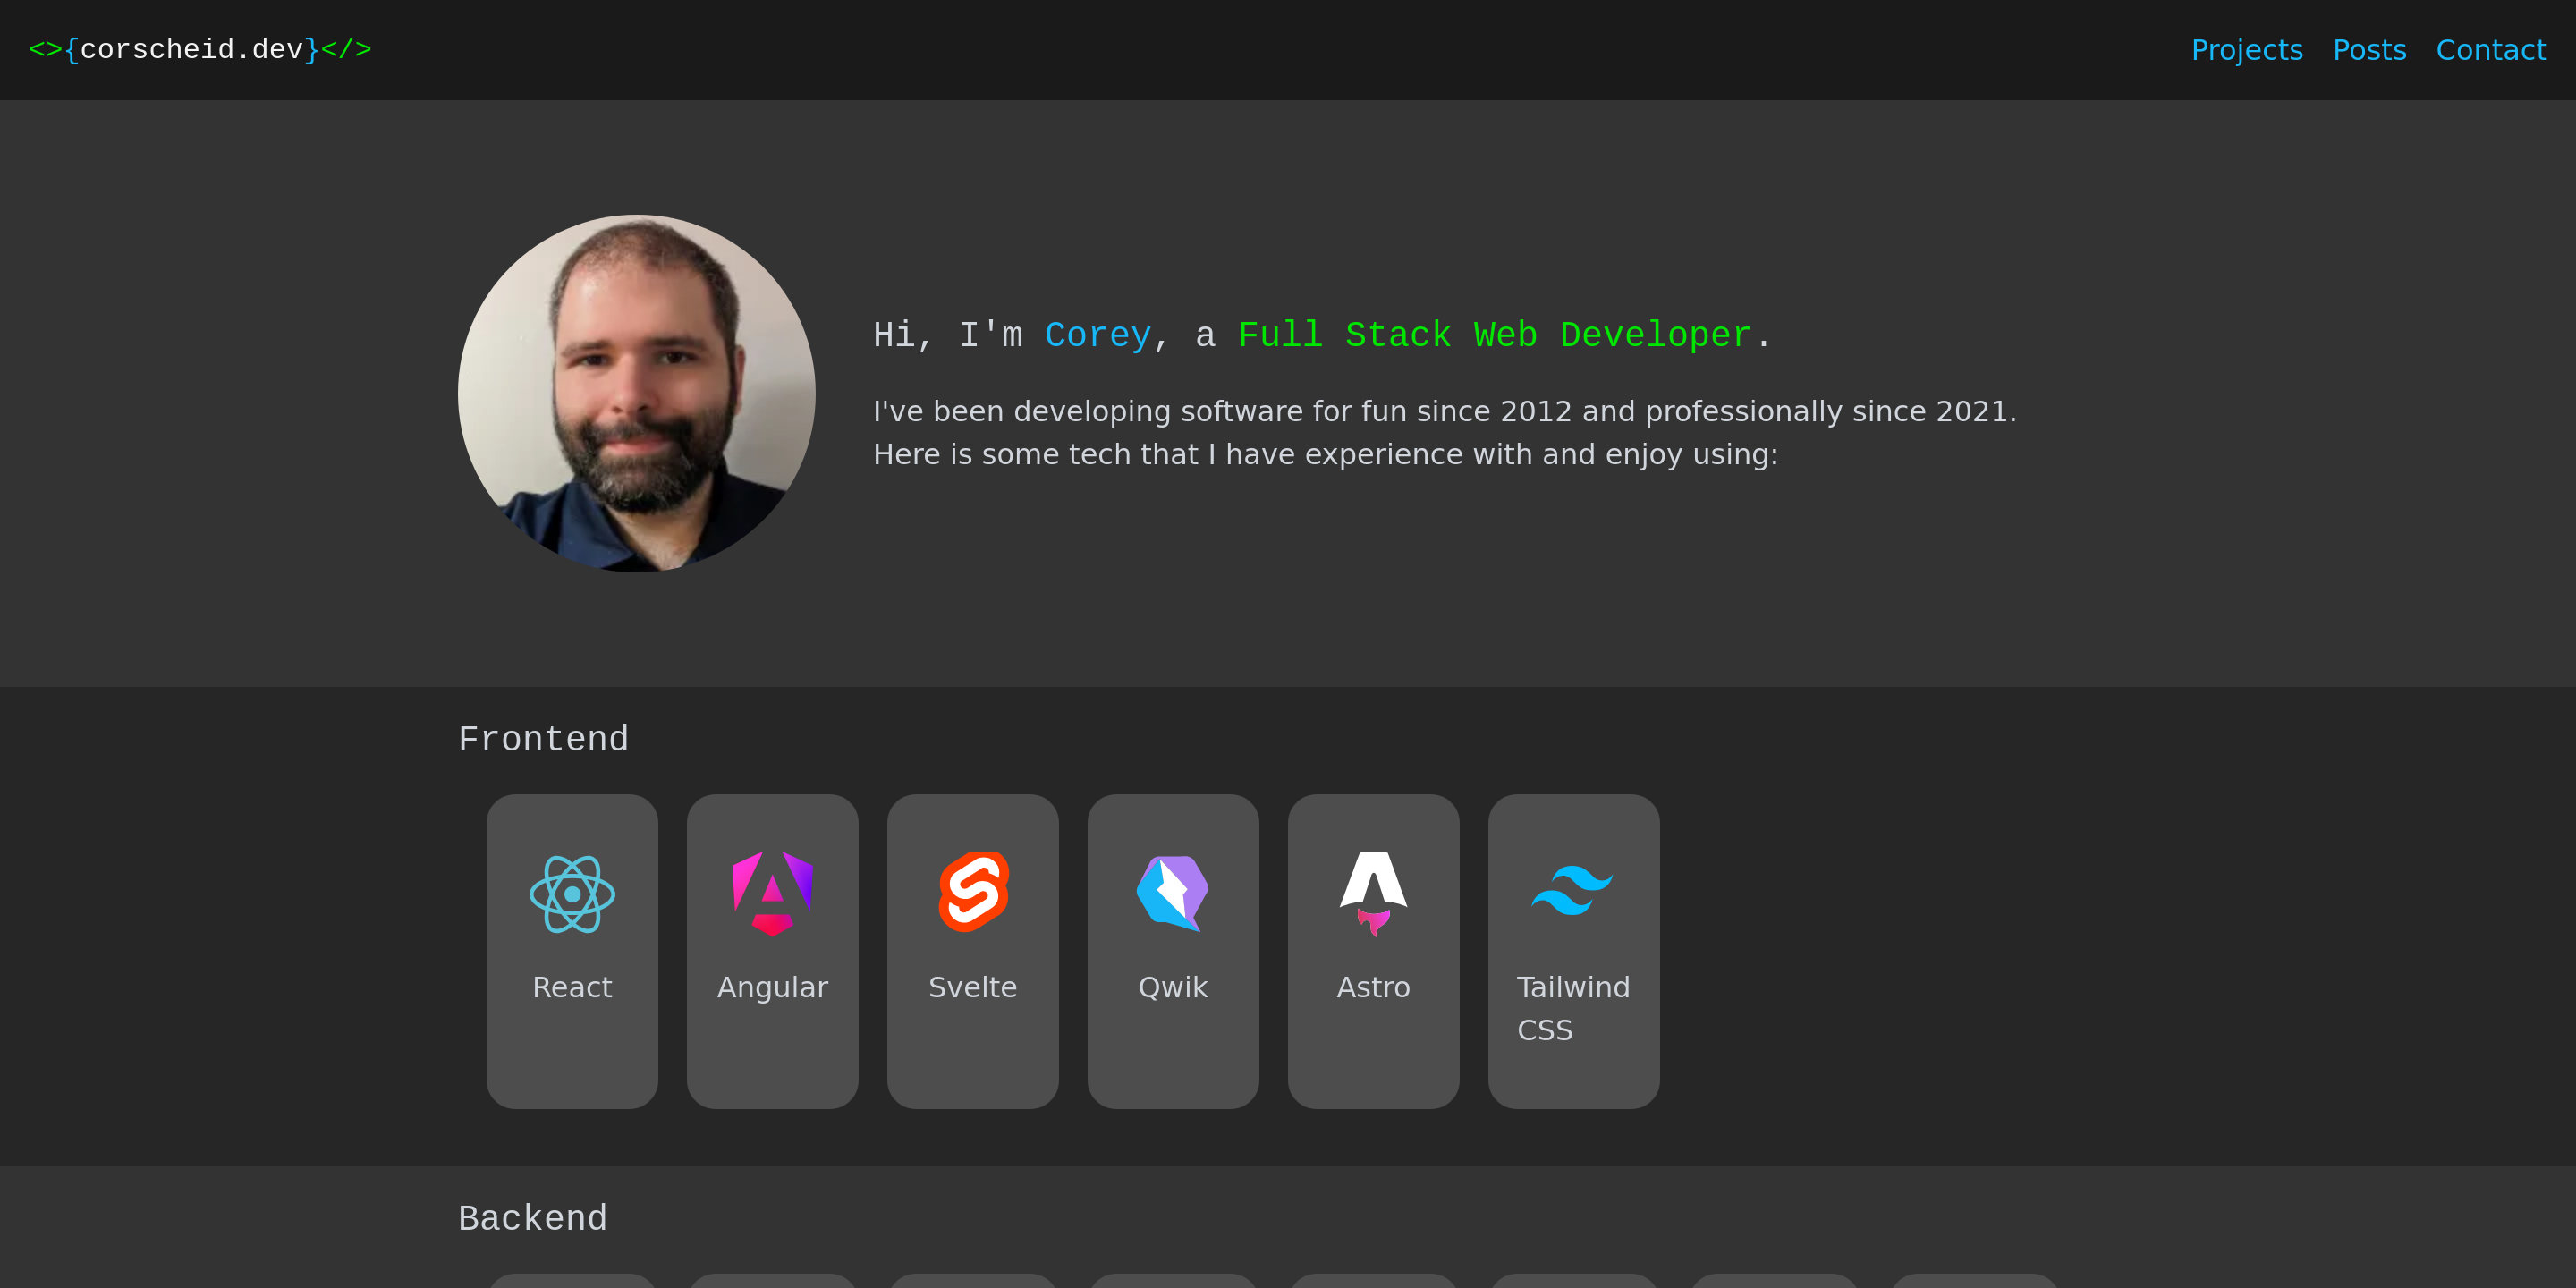 <>{corscheid.dev}</>
Projects Posts Contact
Hi, I'm Corey, a Full Stack Web Developer.
I've been developing software for fun since 2012 and professionally since 2021.
Here is some tech that I have experience with and enjoy using:
Frontend
React
Angular
Svelte
Qwik
Astro
Tailwind
CSS
Backend